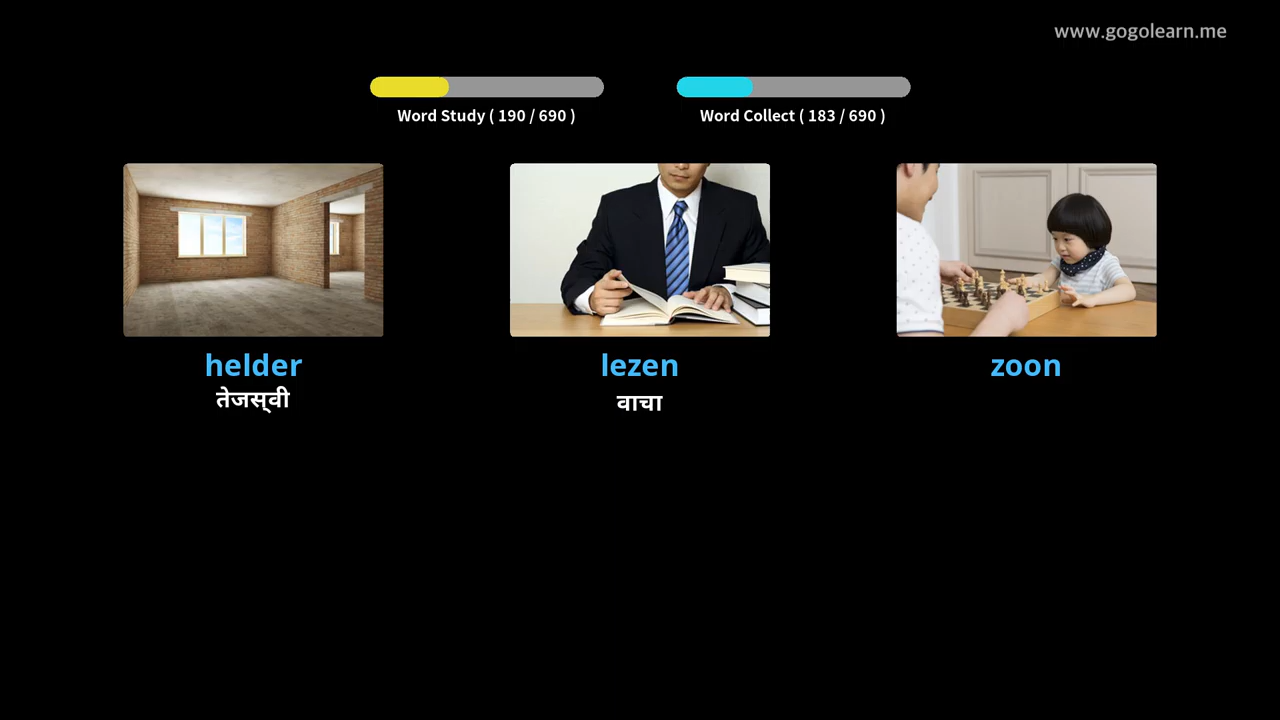 www.gogolearn.me
Word Study ( 190 / 690 )
Word Collect ( 183 / 690 )
helder
lezen
zoon
तेजस्‌वी
वाचा